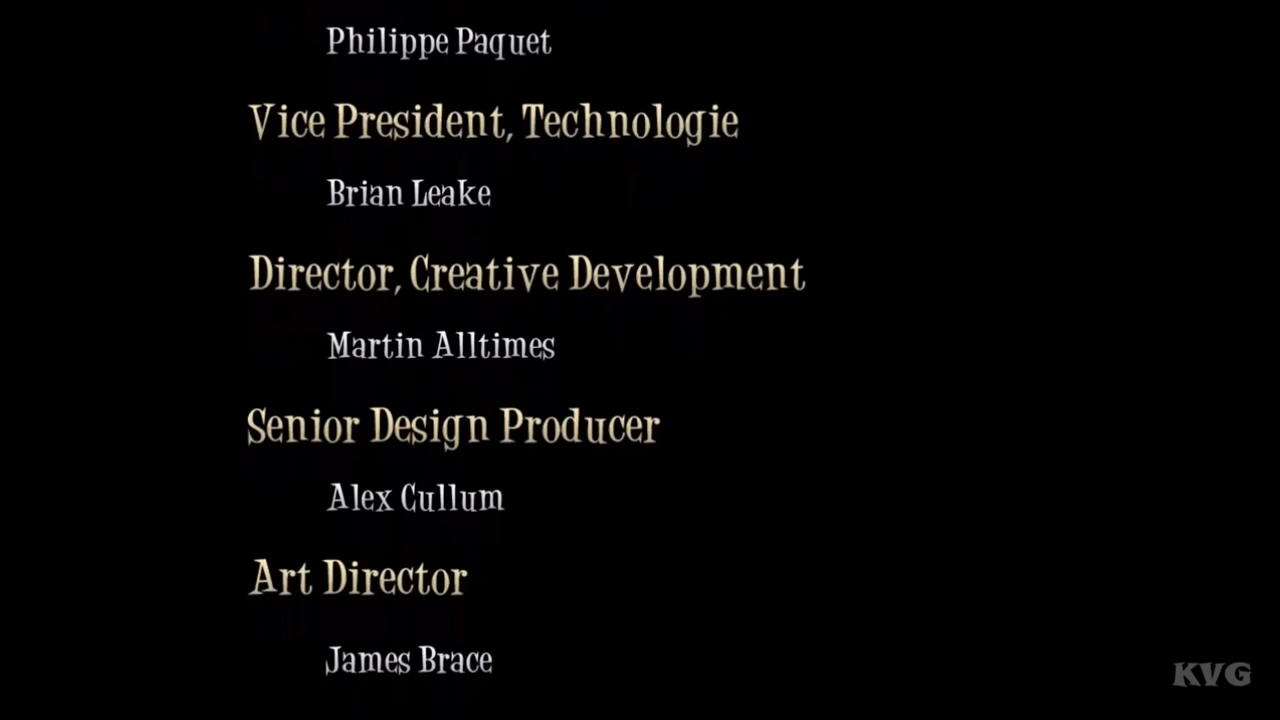 Philippe Paquet
Vice President, Technologie
Brian Leake
Director, Creative Development
Martin Alltimes
Senior Design Producer
Alex Cullum
Art Director
James Brace
KVG